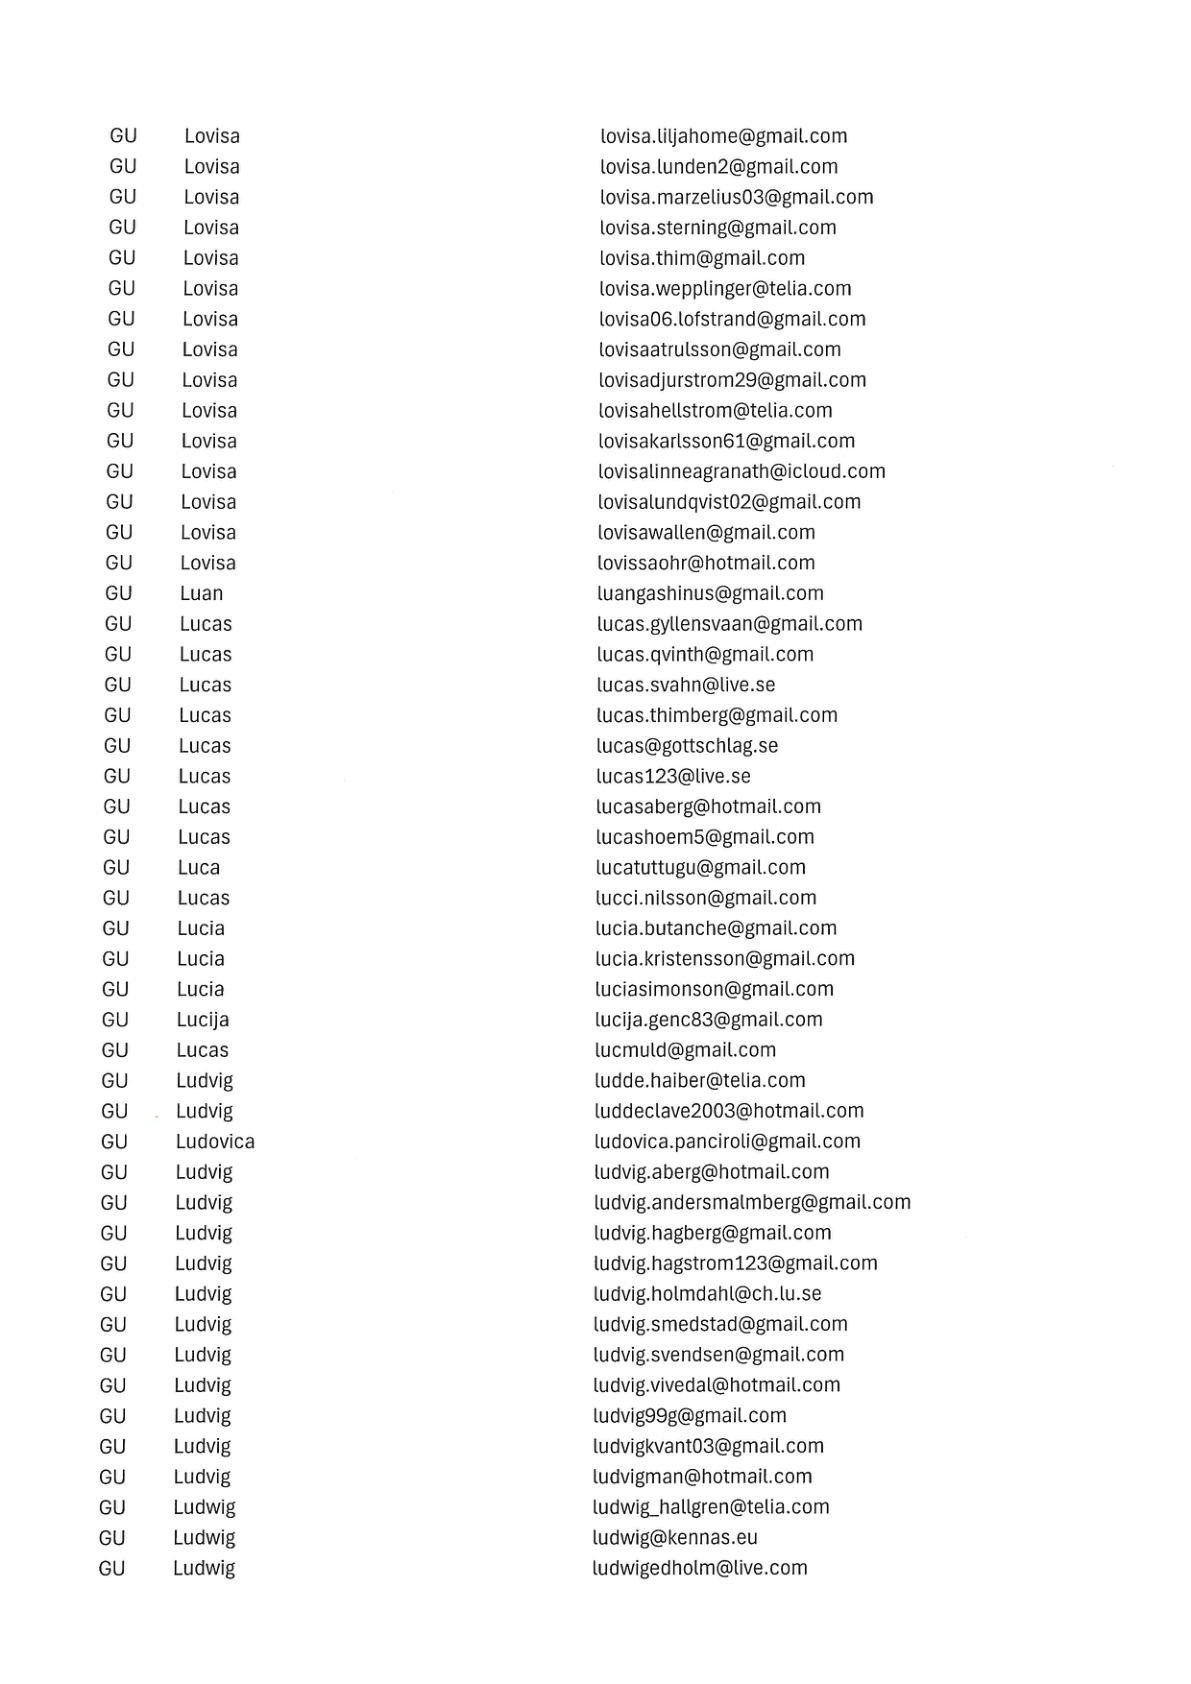 GU Lovisa lovisa.liljahome@gmail.com
GU Lovisa lovisa.lunden2@gmail.com
GU Lovisa lovisa.marzelius03@gmail.com
GU Lovisa lovisa.sterning@gmail.com
GU Lovisa lovisa.thim@gmail.com
GU Lovisa lovisa.wepplinger@telia.com
GU Lovisa lovisa06.lofstrand@gmail.com
GU Lovisa lovisaatrulsson@gmail.com
GU Lovisa lovisadjurstrom29@gmail.com
GU Lovisa lovisahellstrom@telia.com
GU Lovisa lovisakarlsson61@gmail.com
GU Lovisa lovisalinneagranath@icloud.com
GU Lovisa lovisalundqvist02@gmail.com
GU Lovisa lovisawallen@gmail.com
GU Lovisa lovissaohr@hotmail.com
GU Luan luangashinus@gmail.com
GU Lucas lucas.gyllensvaan@gmail.com
GU Lucas lucas.qvinth@gmail.com
GU Lucas lucas.svahn@live.se
GU Lucas lucas.thimberg@gmail.com
GU Lucas lucas@gottschlag.se
GU Lucas lucas123@live.se
GU Lucas lucasaberg@hotmail.com
GU Lucas lucashoem5@gmail.com
GU Luca lucatuttugu@gmail.com
GU Lucas lucci.nilsson@gmail.com
GU Lucia lucia.butanche@gmail.com
GU Lucia lucia.kristensson@gmail.com
GU Lucia luciasimonson@gmail.com
GU Lucija lucija.genc83@gmail.com
GU Lucas lucmuld@gmail.com
GU Ludvig ludde.haiber@telia.com
GU Ludvig luddeclave2003@hotmail.com
GU Ludovica ludovica.panciroli@gmail.com
GU Ludvig ludvig.aberg@hotmail.com
GU Ludvig ludvig.andersmalmberg@gmail.com
GU Ludvig ludvig.hagberg@gmail.com
GU Ludvig ludvig.hagstrom123@gmail.com
GU Ludvig ludvig.holmdahl@ch.lu.se
GU Ludvig ludvig.smedstad@gmail.com
GU Ludvig ludvig.svendsen@gmail.com
GU Ludvig ludvig.vivedal@hotmail.com
GU Ludvig ludvig99g@gmail.com
GU Ludvig ludvigkvant03@gmail.com
GU Ludvig ludvigman@hotmail.com
GU Ludwig ludwig_hallgren@telia.com
GU Ludwig ludwig@kennas.eu
GU Ludwig ludwigedholm@live.com